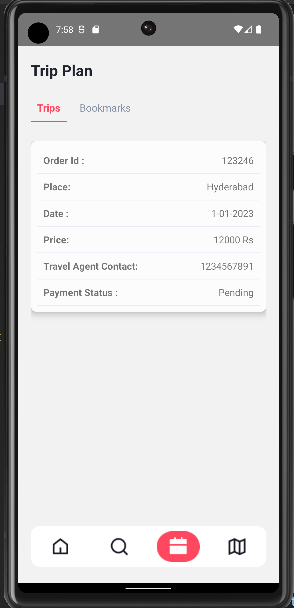 7:58
Trip Plan
Trips Bookmarks
Order Id : 123246
Place: Hyderabad
Date : 1-01-2023
Price: 12000 Rs
Travel Agent Contact: 1234567891
Payment Status : Pending